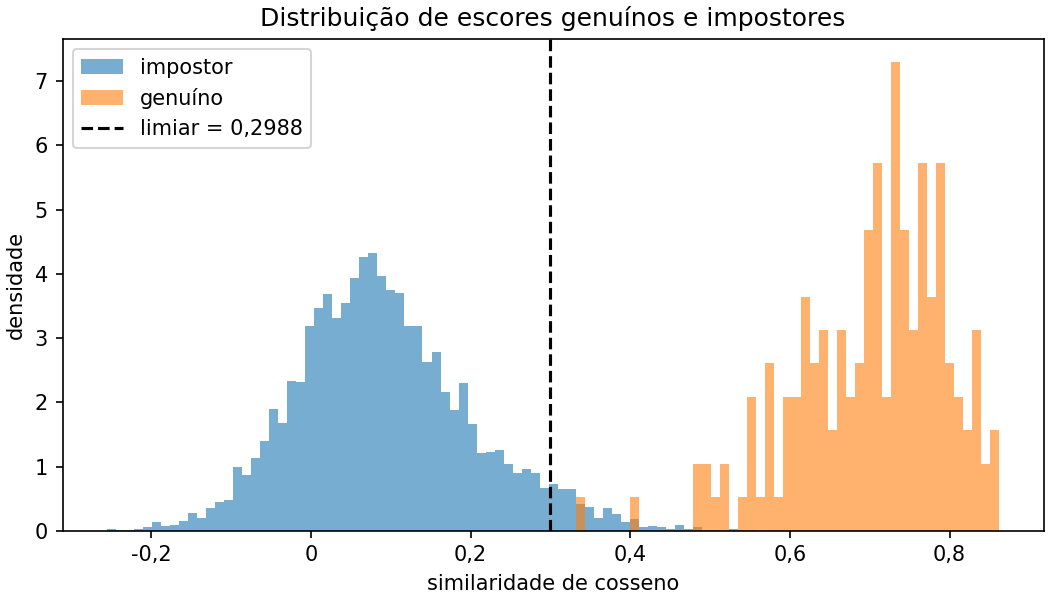 Distribuição de escores genuínos e impostores
impostor
genuíno
limiar = 0,2988
densidade
7
6
5
4
3
2
1
0
-0,2
0
0,2
0,4
0,6
0,8
similaridade de cosseno